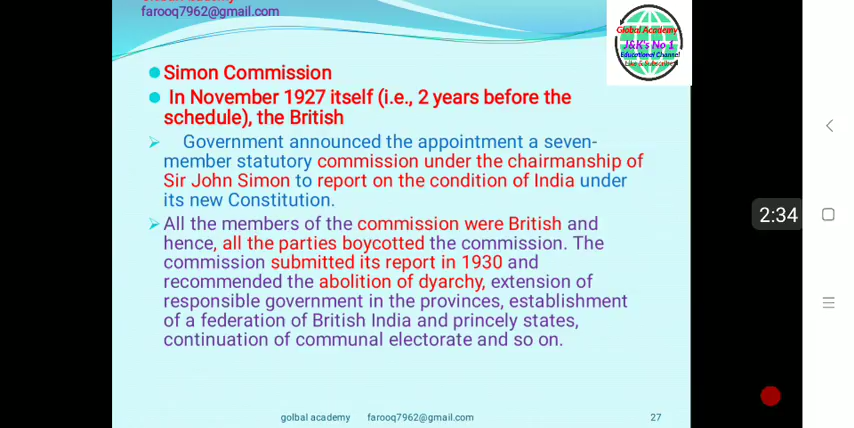 farooq7962@gmail.com
Global Academy
J&K's No 1
Educational Channel
Like & Subscribe
Simon Commission
In November 1927 itself (i.e., 2 years before the
schedule), the British
Government announced the appointment a seven-
member statutory commission under the chairmanship of
Sir John Simon to report on the condition of India under
its new Constitution.
All the members of the commission were British and
hence, all the parties boycotted the commission. The
commission submitted its report in 1930 and
recommended the abolition of dyarchy, extension of
responsible government in the provinces, establishment
of a federation of British India and princely states,
continuation of communal electorate and so on.
2:34
golbal academy farooq7962@gmail.com 27